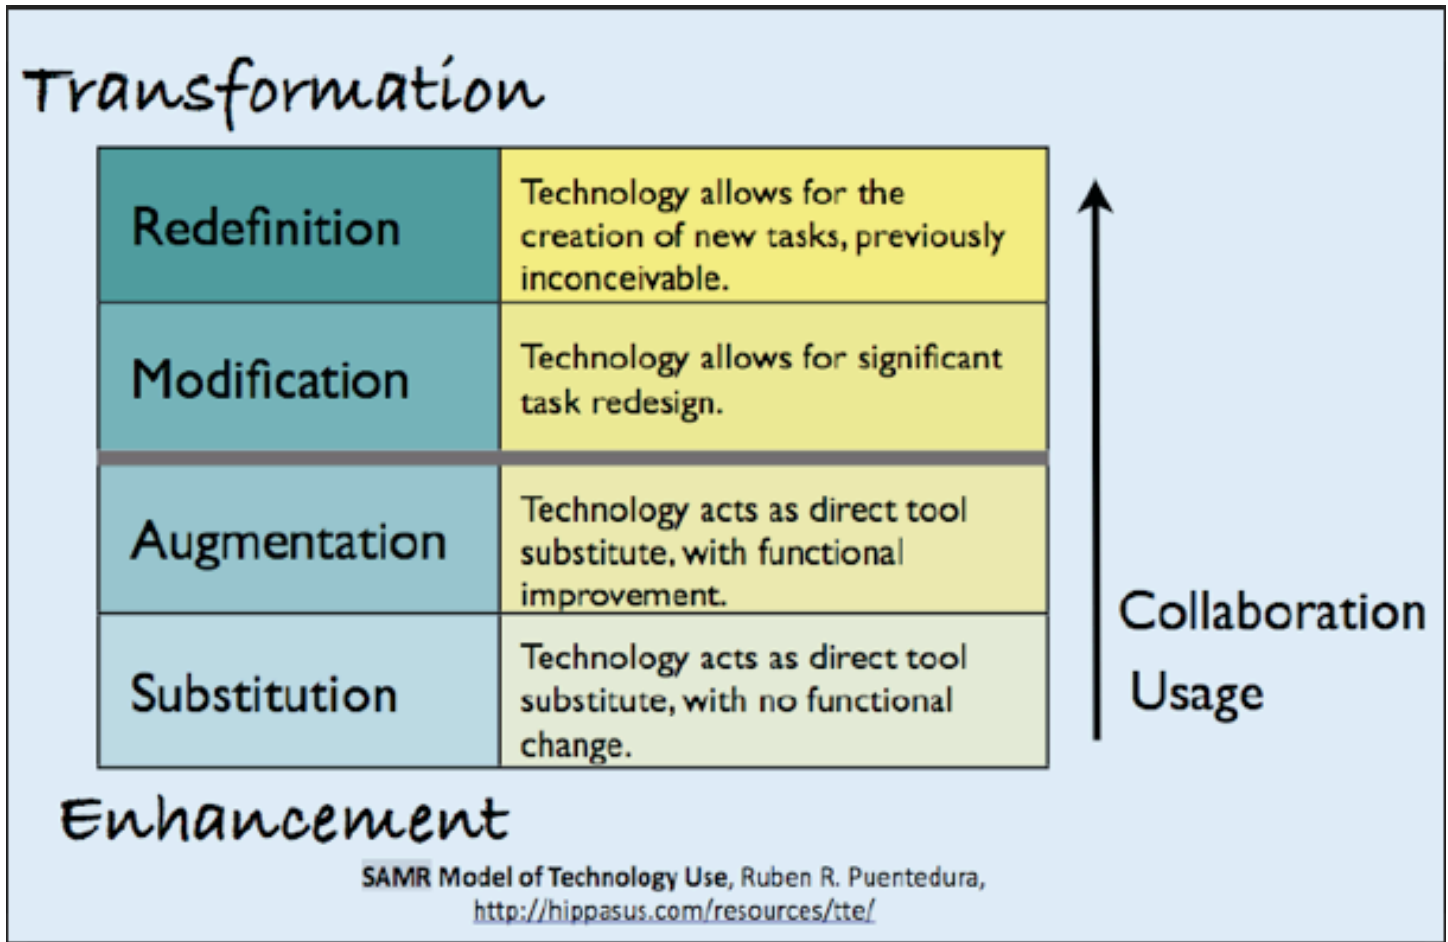 Transformation
Redefinition
Technology allows for the
creation of new tasks, previously
inconceivable.
Modification
Technology allows for significant
task redesign.
Augmentation
Technology acts as direct tool
substitute, with functional
improvement.
Substitution
Technology acts as direct tool
substitute, with no functional
change.
Collaboration
Usage
Enhancement
SAMR Model of Technology Use, Ruben R. Puentedura,
http://hippasus.com/resources/tte/